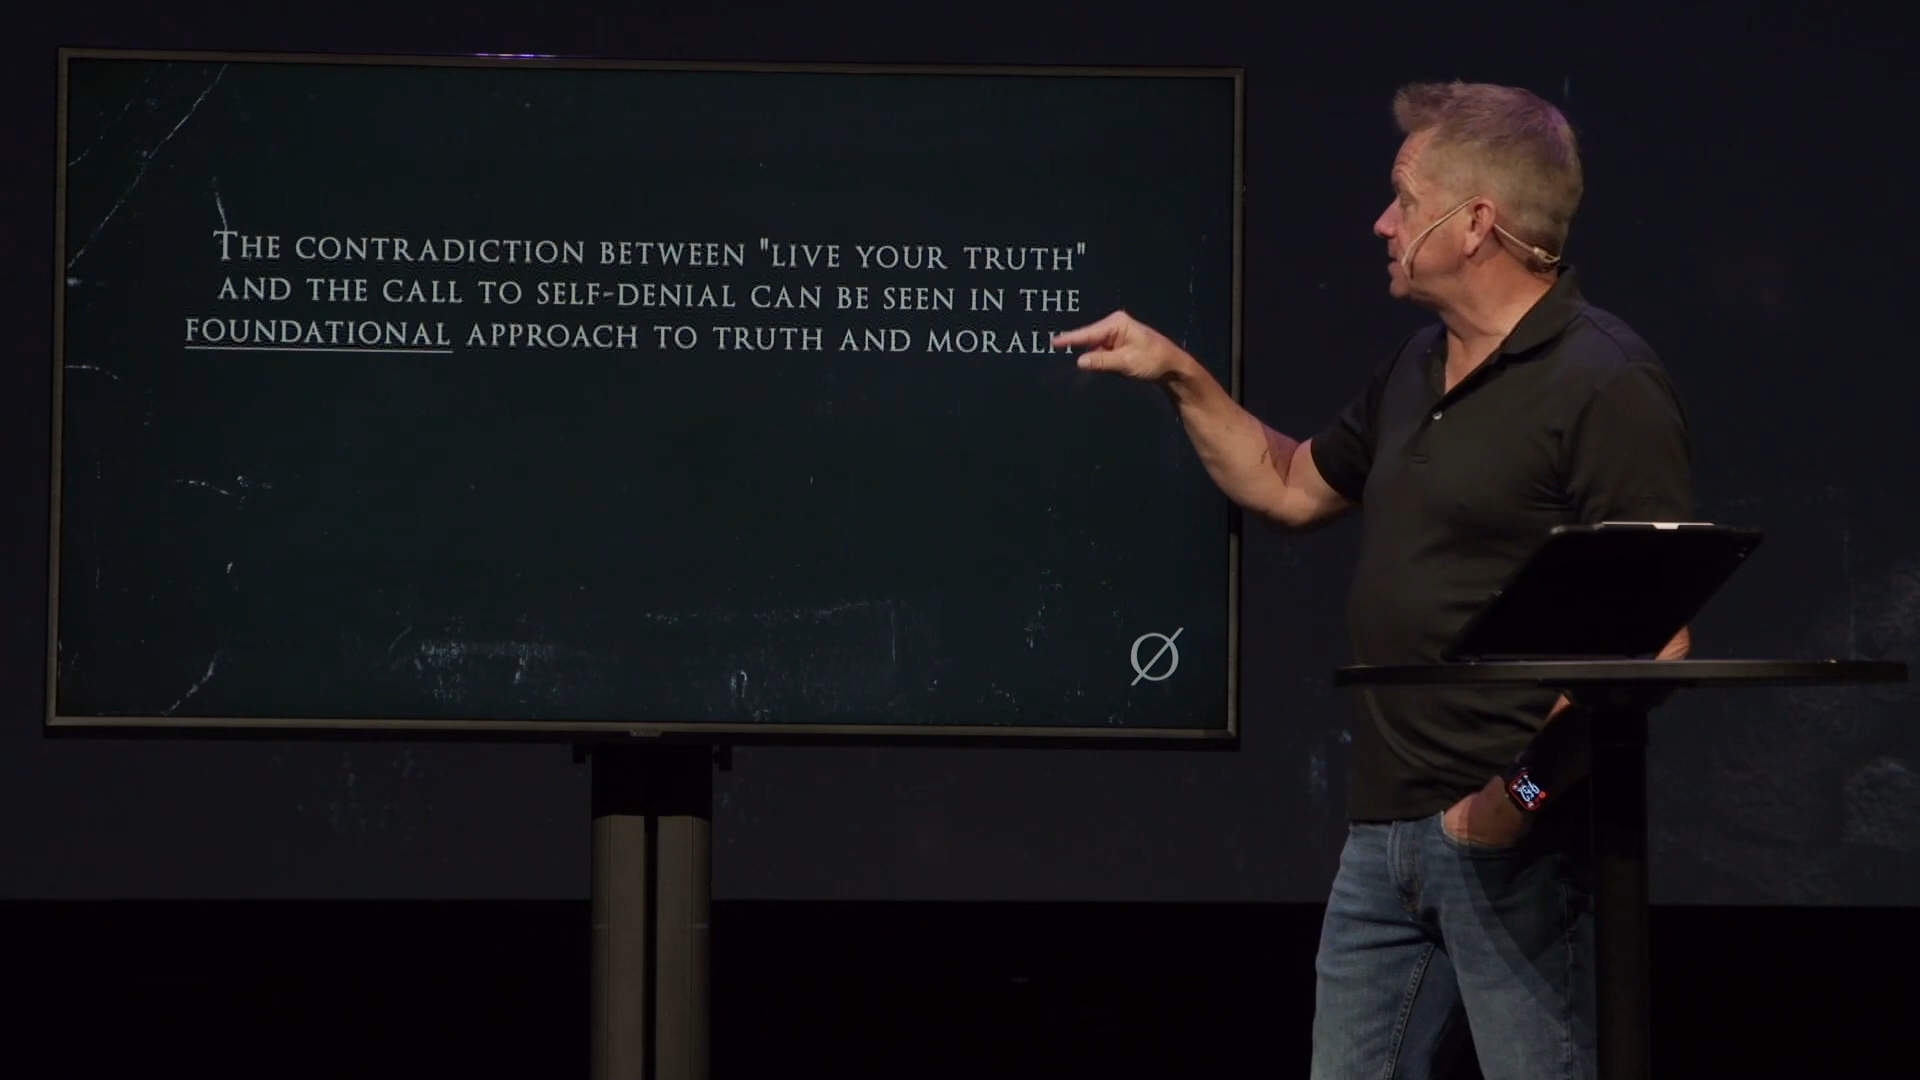 The contradiction between "live your truth"
and the call to self-denial can be seen in the
foundational approach to truth and
Ø